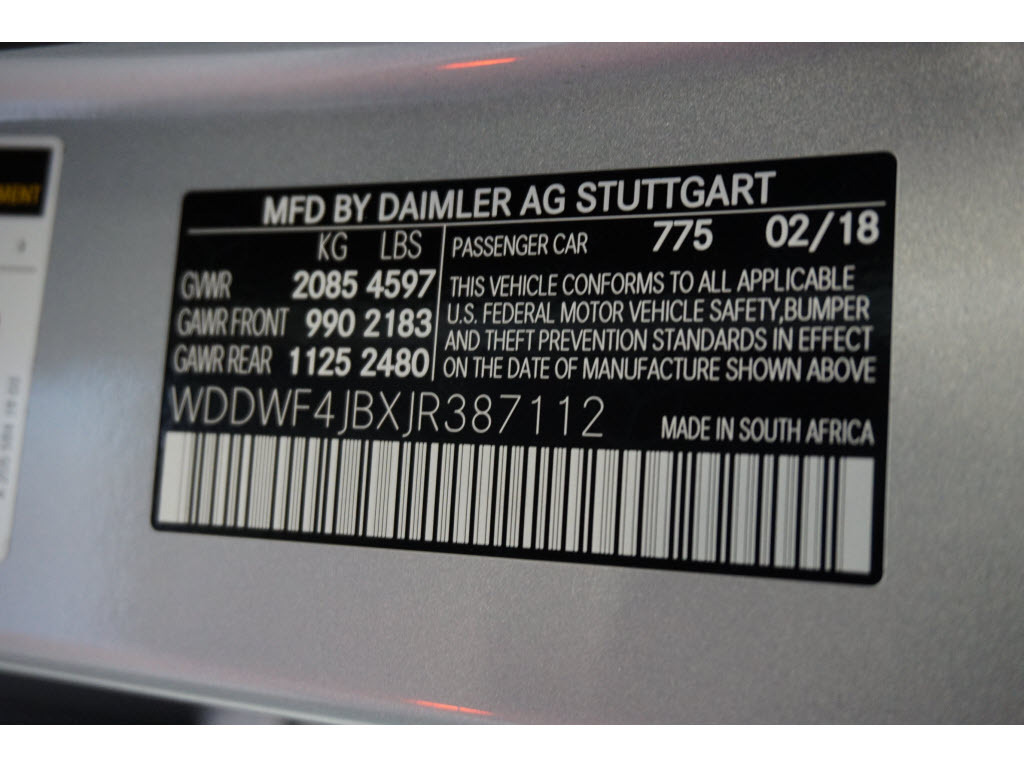 MENT
MFD BY DAIMLER AG STUTTGART
KG LBS
GVWR 2085 4597
GAWR FRONT 990 2183
GAWR REAR 1125 2480
PASSENGER CAR 775 02/18
THIS VEHICLE CONFORMS TO ALL APPLICABLE
U.S. FEDERAL MOTOR VEHICLE SAFETY,BUMPER
AND THEFT PREVENTION STANDARDS IN EFFECT
ON THE DATE OF MANUFACTURE SHOWN ABOVE
WDDWF4JBXJR387112
MADE IN SOUTH AFRICA